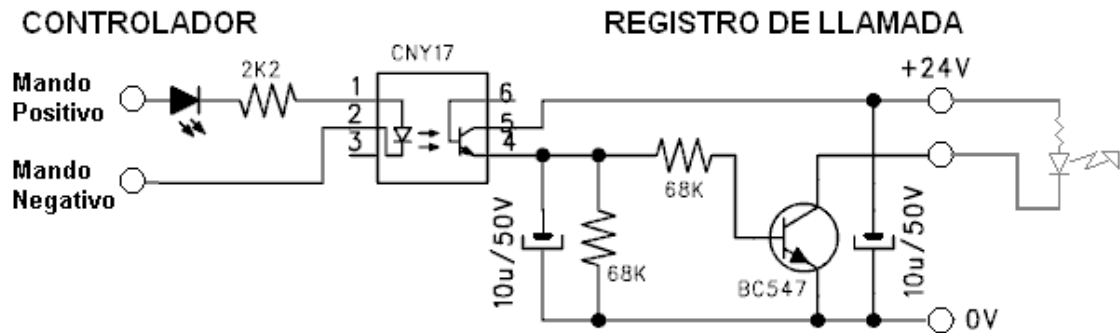 CONTROLADOR
REGISTRO DE LLAMADA
CNY17
+24V
Mando
Positivo
2K2
1
2
3
6
5
4
Mando
Negativo
68K
10u/50V
68K
BC547
10u/50V
0V